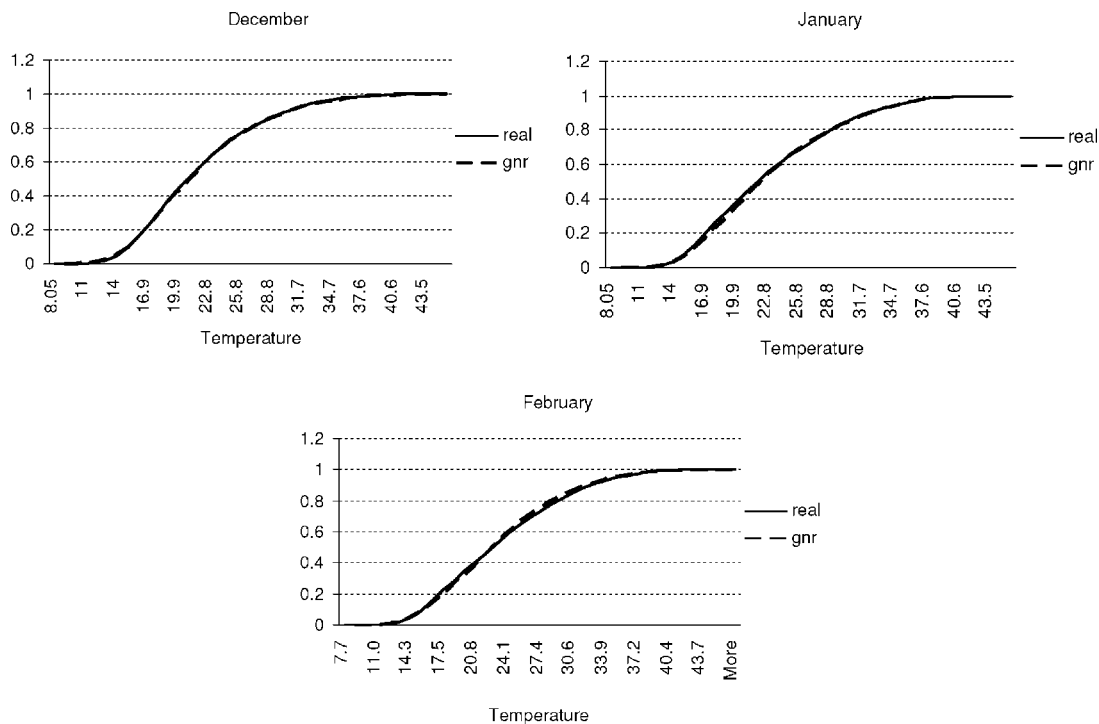 December
1.2
1
0.8
0.6
0.4
0.2
0
8.05 11 14 16.9 19.9 22.8 25.8 28.8 31.7 34.7 37.6 40.6 43.5
Temperature
real
gnr
January
1.2
1
0.8
0.6
0.4
0.2
0
8.05 11 14 16.9 19.9 22.8 25.8 28.8 31.7 34.7 37.6 40.6 43.5
Temperature
real
gnr
February
1.2
1
0.8
0.6
0.4
0.2
0
7.7 11.0 14.3 17.5 20.8 24.1 27.4 30.6 33.9 37.2 40.4 43.7 More
Temperature
real
gnr